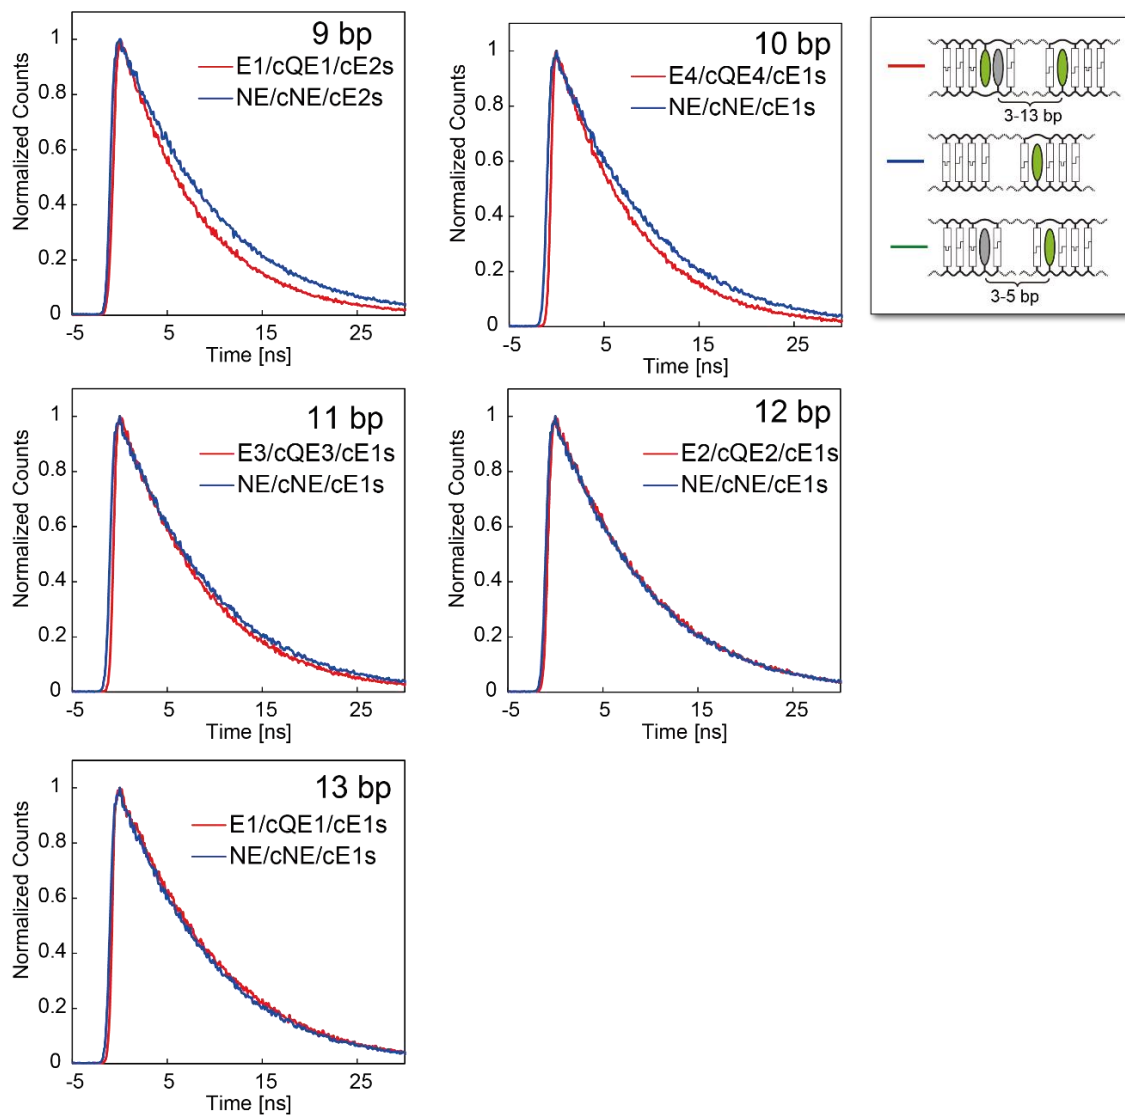 9 bp
E1/cQE1/cE2s
NE/cNE/cE2s
Normalized Counts
1
0.8
0.6
0.4
0.2
0
-5
5
15
25
Time [ns]
10 bp
E4/cQE4/cE1s
NE/cNE/cE1s
Normalized Counts
1
0.8
0.6
0.4
0.2
0
-5
5
15
25
Time [ns]
3-13 bp
3-5 bp
11 bp
E3/cQE3/cE1s
NE/cNE/cE1s
Normalized Counts
1
0.8
0.6
0.4
0.2
0
-5
5
15
25
Time [ns]
12 bp
E2/cQE2/cE1s
NE/cNE/cE1s
Normalized Counts
1
0.8
0.6
0.4
0.2
0
-5
5
15
25
Time [ns]
13 bp
E1/cQE1/cE1s
NE/cNE/cE1s
Normalized Counts
1
0.8
0.6
0.4
0.2
0
-5
5
15
25
Time [ns]